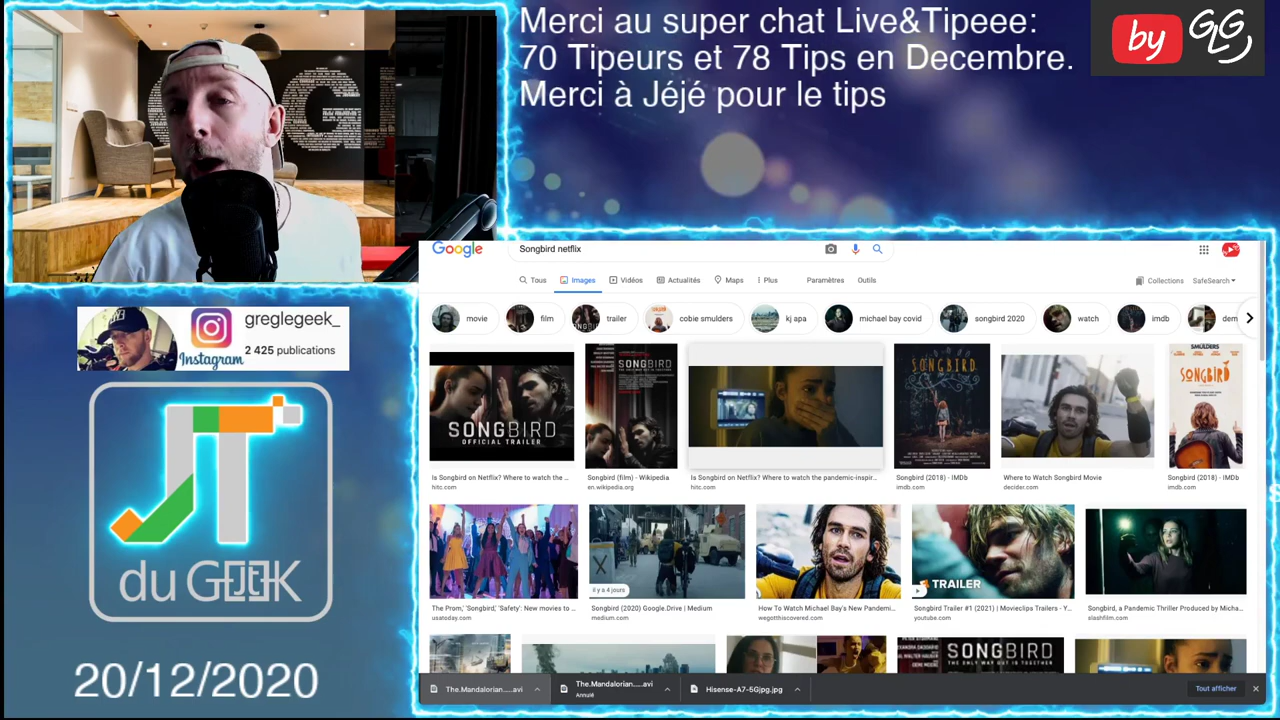 Merci au super chat Live&Tipeee:
70 Tipeurs et 78 Tips en Decembre.
Merci à Jéjé pour le tips
by GLG
greglegeek_
Instagram
2 425 publications
JT
du GEEK
20/12/2020
Google
Songbird netflix
Tous
Images
Vidéos
Actualités
Maps
Plus
Paramètres
Outils
Collections
SafeSearch
movie
film
trailer
cobie smulders
kj apa
michael bay covid
songbird 2020
watch
imdb
dem
SONGBIRD
OFFICIAL TRAILER
SONGBIRD
SONGBIRD
SMULDERS
SONGBIRD
Is Songbird on Netflix? Where to watch the ...
hitc.com
Songbird (film) - Wikipedia
en.wikipedia.org
Is Songbird on Netflix? Where to watch the pandemic-inspir...
hitc.com
Songbird (2018) - IMDb
imdb.com
Where to Watch Songbird Movie
decider.com
Songbird (2018) - IMDb
imdb.com
il y a 4 jours
TRAILER
The Prom,' 'Songbird,' 'Safety': New movies to ...
usatoday.com
Songbird (2020) Google.Drive | Medium
medium.com
How To Watch Michael Bay's New Pandemi...
wegotthiscovered.com
Songbird Trailer #1 (2021) | Movieclips Trailers - Y...
youtube.com
Songbird, a Pandemic Thriller Produced by Micha...
slashfilm.com
SONGBIRD
THE ONLY WAY OUT IS TOGETHER
The.Mandalorian.....avi
The.Mandalorian.....avi
Annulé
Hisense-A7-5Gjpg.jpg
Tout afficher